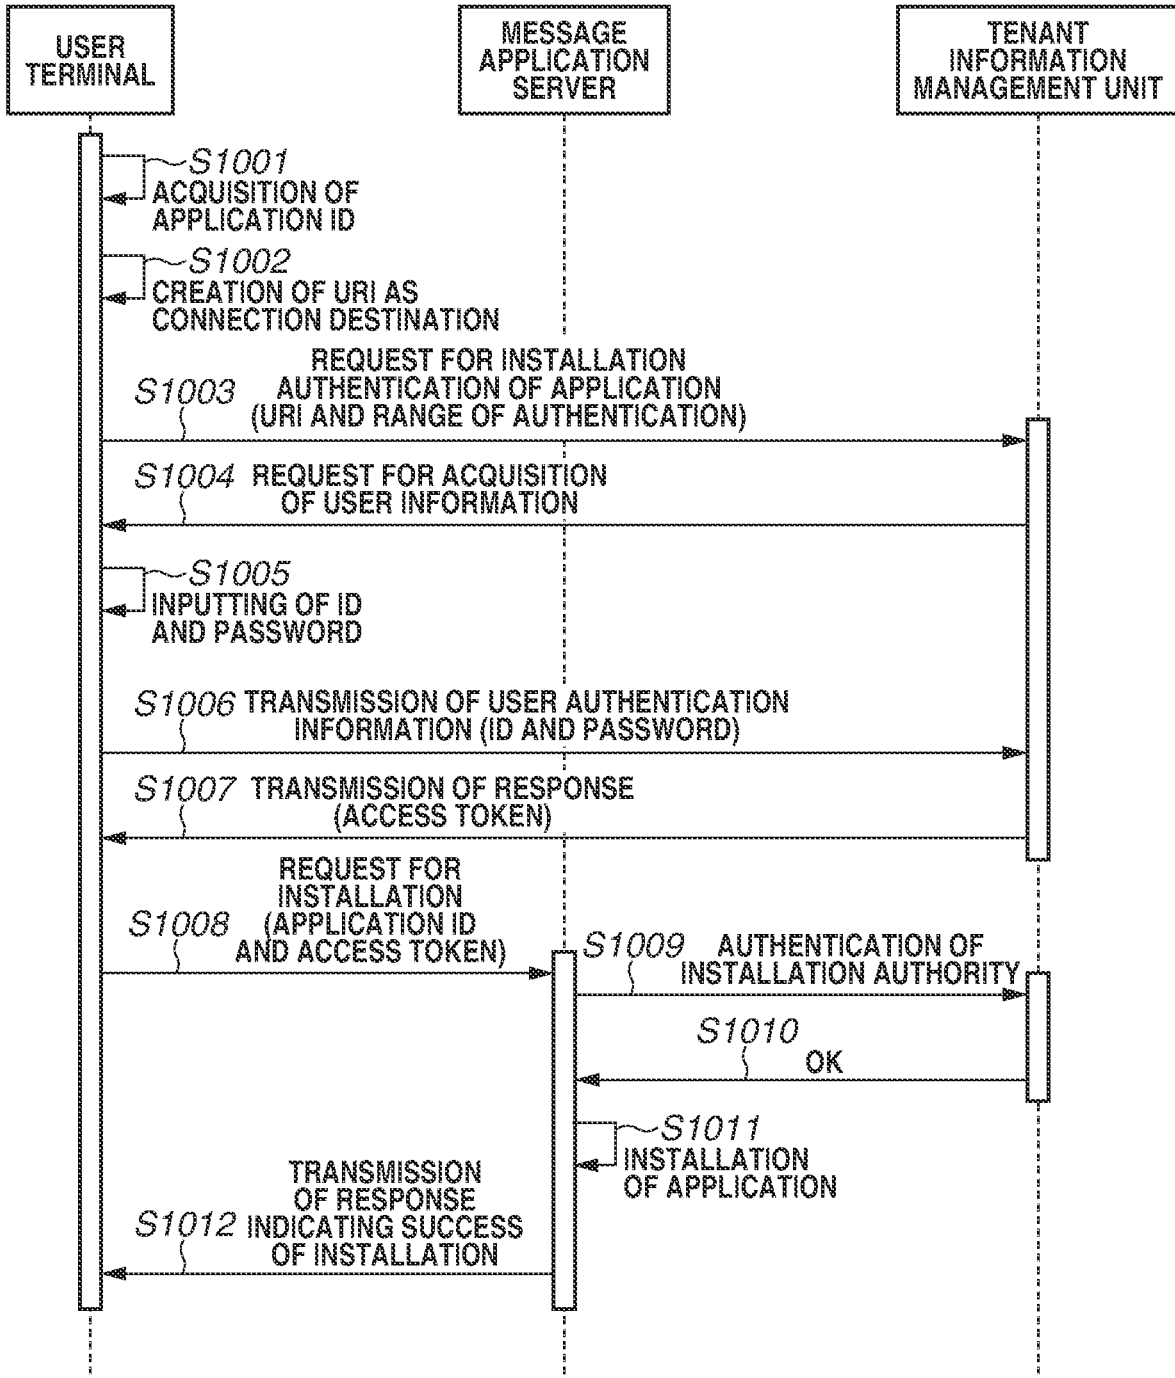 USER
TERMINAL
MESSAGE
APPLICATION
SERVER
TENANT
INFORMATION
MANAGEMENT UNIT
S1001
ACQUISITION OF
APPLICATION ID
S1002
CREATION OF URI AS
CONNECTION DESTINATION
REQUEST FOR INSTALLATION
S1003 AUTHENTICATION OF APPLICATION
(URI AND RANGE OF AUTHENTICATION)
S1004 REQUEST FOR ACQUISITION
OF USER INFORMATION
S1005
INPUTTING OF ID
AND PASSWORD
S1006 TRANSMISSION OF USER AUTHENTICATION
INFORMATION (ID AND PASSWORD)
S1007 TRANSMISSION OF RESPONSE
(ACCESS TOKEN)
REQUEST FOR
INSTALLATION
S1008 (APPLICATION ID
AND ACCESS TOKEN)
S1009 AUTHENTICATION OF
INSTALLATION AUTHORITY
S1010
OK
S1011
INSTALLATION
OF APPLICATION
TRANSMISSION
OF RESPONSE
S1012 INDICATING SUCCESS
OF INSTALLATION